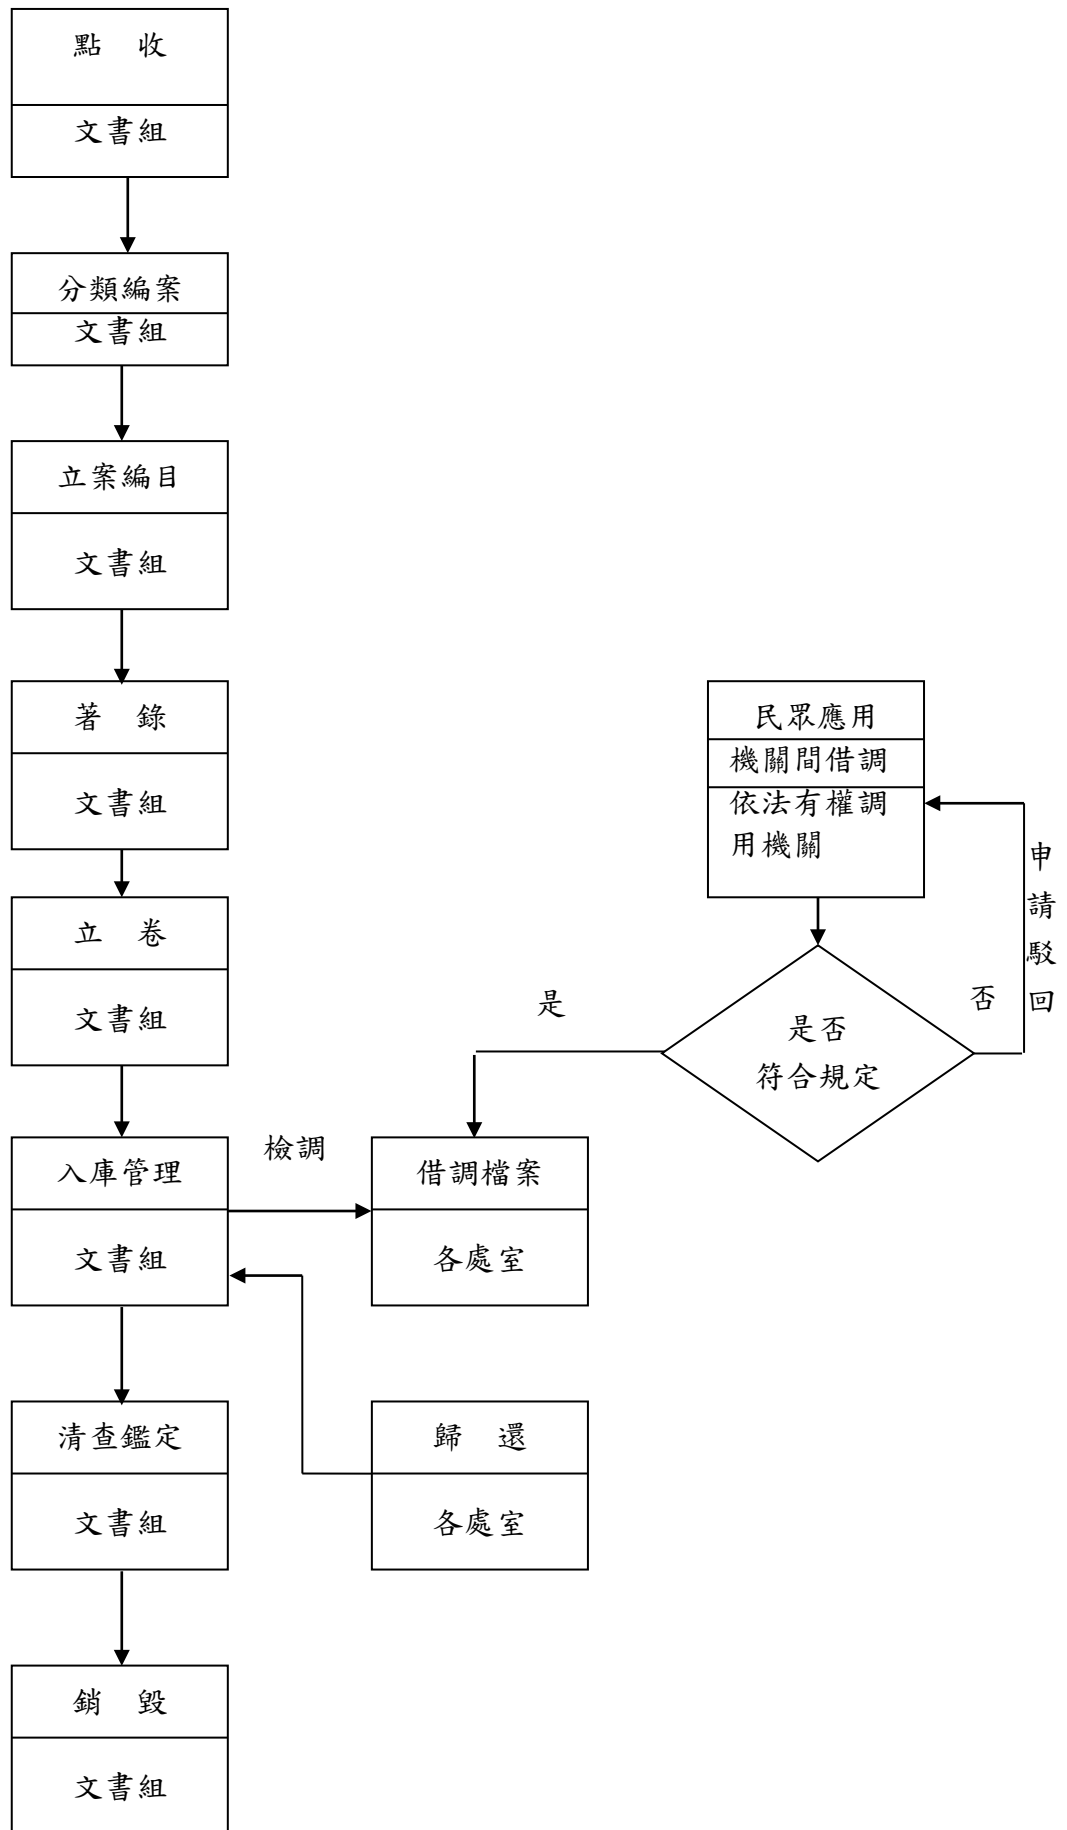 點　收
文書組
分類編案
文書組
立案編目
文書組
著　錄
文書組
立　卷
文書組
入庫管理
文書組
檢調
借調檔案
各處室
民眾應用
機關間借調
依法有權調
用機關
是否
符合規定
是
否
申請駁回
歸　還
各處室
清查鑑定
文書組
銷　毀
文書組